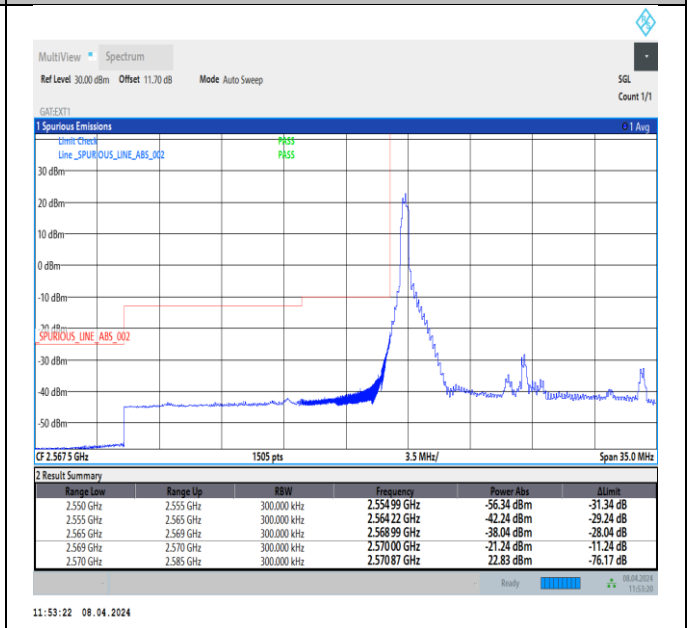 MultiView Spectrum
Ref Level 30.00 dBm Offset 11.70 dB Mode Auto Sweep SGL
Count 1/1
GAT:EXT1
1 Spurious Emissions 1 Avg
Limit Check PASS
Line _SPURIOUS_LINE_ABS_002 PASS
30 dBm
20 dBm
10 dBm
0 dBm
-10 dBm
-20 dBm
_SPURIOUS_LINE_ABS_002
-30 dBm
-40 dBm
-50 dBm
CF 2.567 5 GHz 1505 pts 3.5 MHz/ Span 35.0 MHz
2 Result Summary
Range Low Range Up RBW Frequency Power Abs ΔLimit
2.550 GHz 2.555 GHz 300.000 kHz 2.554 99 GHz -56.34 dBm -31.34 dB
2.555 GHz 2.565 GHz 300.000 kHz 2.564 22 GHz -42.24 dBm -29.24 dB
2.565 GHz 2.569 GHz 300.000 kHz 2.568 99 GHz -38.04 dBm -28.04 dB
2.569 GHz 2.570 GHz 300.000 kHz 2.570 00 GHz -21.24 dBm -11.24 dB
2.570 GHz 2.585 GHz 300.000 kHz 2.570 87 GHz 22.83 dBm -76.17 dB
Ready 08.04.2024
11:53:20
11:53:22 08.04.2024